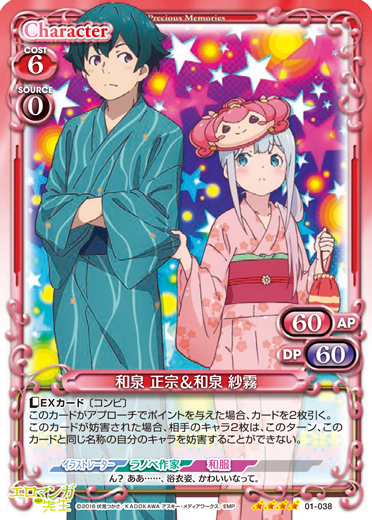 Precious Memories
Character
COST
6
SOURCE
0
60 AP
DP 60
和泉 正宗&和泉 紗霧
EXカード [コンビ]
このカードがアプローチでポイントを与えた場合、カードを2枚引く。
このカードが妨害された場合、相手のキャラ2枚は、このターン、この
カードと同じ名称の自分のキャラを妨害することができない。
イラストレーター ラノベ作家 和服
ん? ああ……、浴衣姿、かわいいなって。
エロマンガ
先生
©2016 伏見つかさ KADOKAWA アスキー・メディアワークス/EMP
01-038